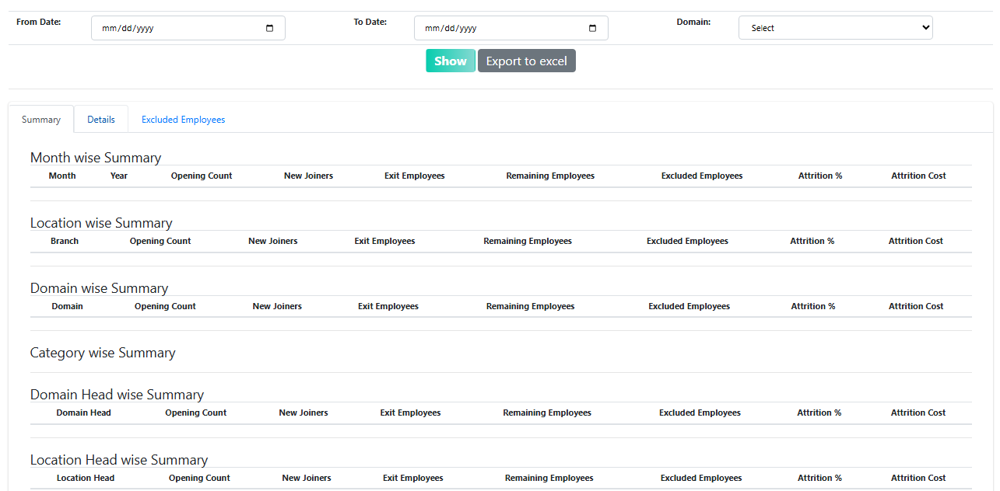 From Date: mm/dd/yyyy To Date: mm/dd/yyyy Domain: Select
Show Export to excel
Summary Details Excluded Employees
Month wise Summary
Month Year Opening Count New Joiners Exit Employees Remaining Employees Excluded Employees Attrition % Attrition Cost
Location wise Summary
Branch Opening Count New Joiners Exit Employees Remaining Employees Excluded Employees Attrition % Attrition Cost
Domain wise Summary
Domain Opening Count New Joiners Exit Employees Remaining Employees Excluded Employees Attrition % Attrition Cost
Category wise Summary
Domain Head wise Summary
Domain Head Opening Count New Joiners Exit Employees Remaining Employees Excluded Employees Attrition % Attrition Cost
Location Head wise Summary
Location Head Opening Count New Joiners Exit Employees Remaining Employees Excluded Employees Attrition % Attrition Cost